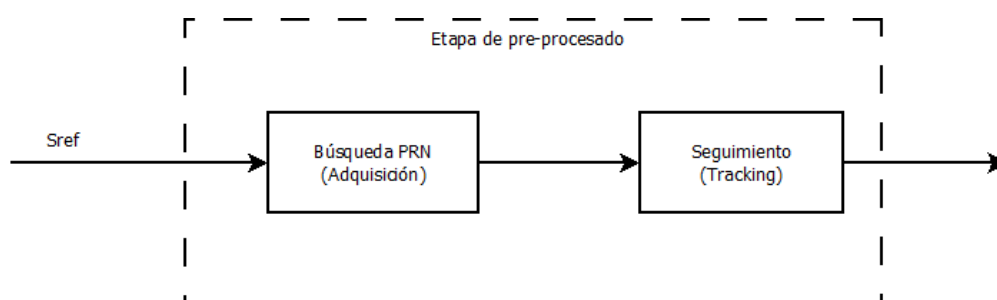 Etapa de pre-procesado
Sref
Búsqueda PRN
(Adquisición)
Seguimiento
(Tracking)